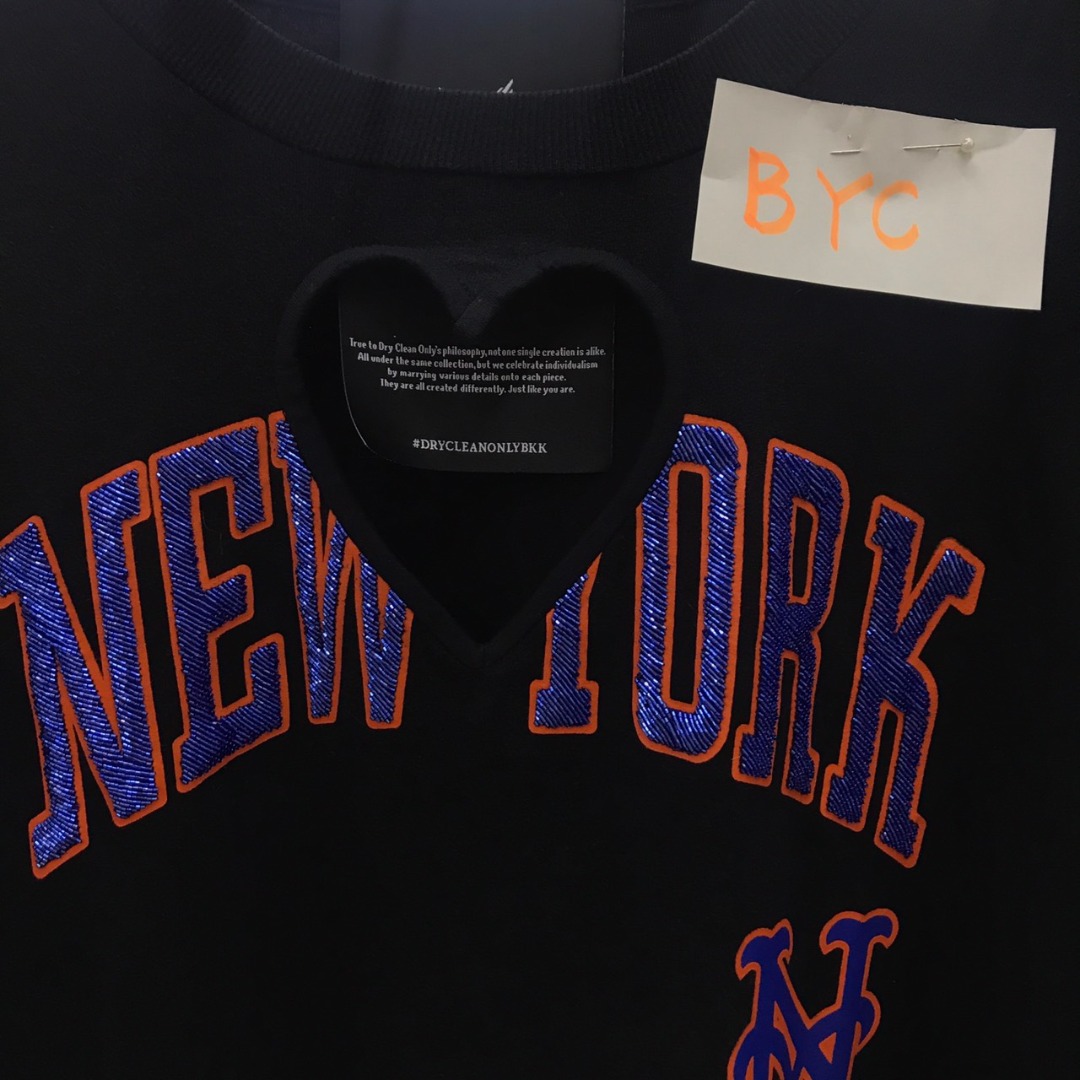 BYC
True to Dry Clean Only's philosophy, not one single creation is alike.
All under the same collection, but we celebrate individualism
by marrying various details onto each piece.
They are all created differently. Just like you are.
#DRYCLEANONLYBKK
NEW YORK
NY